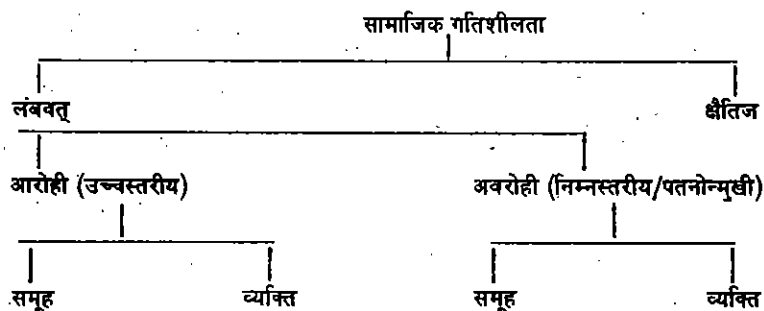 सामाजिक गतिशीलता
लंबवत् क्षैतिज
आरोही (उच्चस्तरीय) अवरोही (निम्नस्तरीय/पतनोन्मुखी)
समूह व्यक्ति समूह व्यक्ति